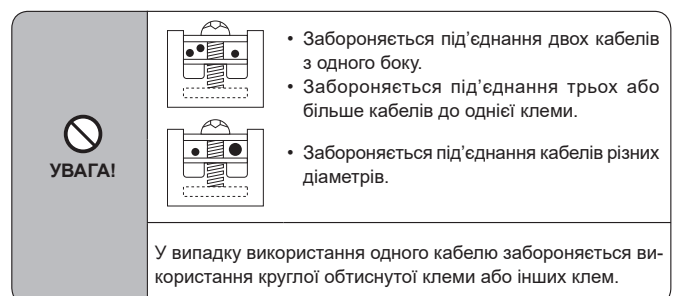 УВАГА!
• Забороняється під’єднання двох кабелів
з одного боку.
• Забороняється під’єднання трьох або
більше кабелів до однієї клеми.
• Забороняється під’єднання кабелів різних
діаметрів.
У випадку використання одного кабелю забороняється ви-
користання круглої обтиснутої клеми або інших клем.